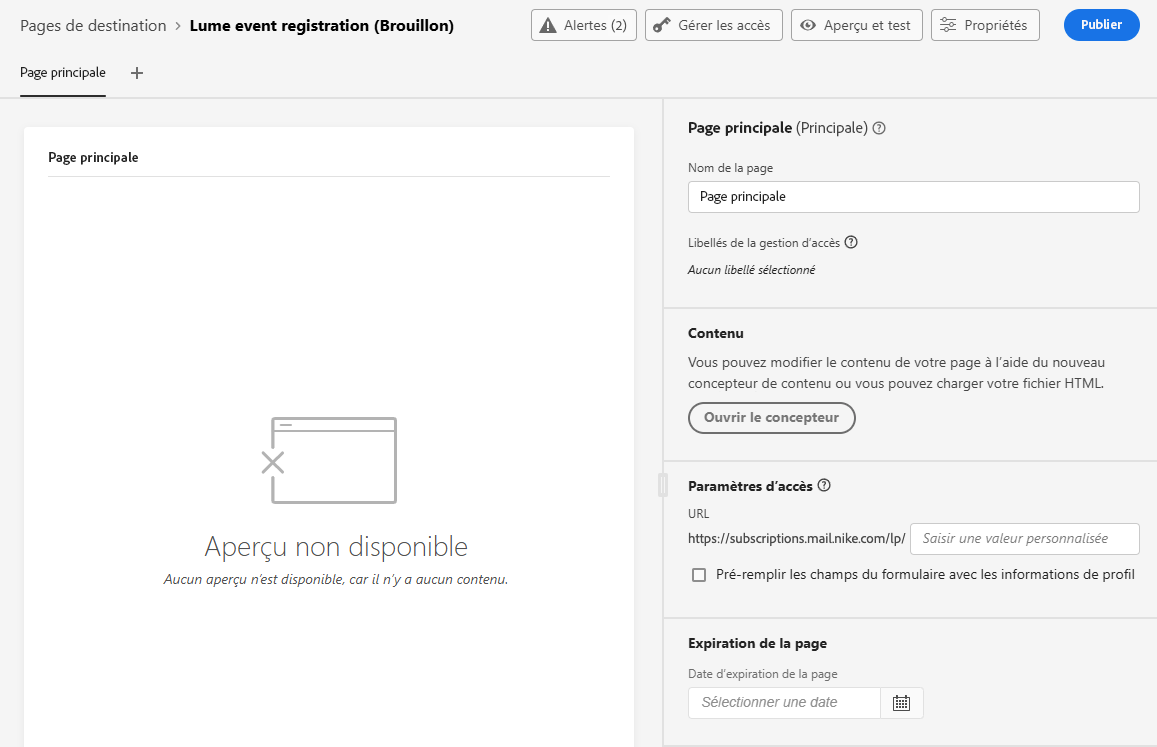 Pages de destination > Lume event registration (Brouillon)
Alertes (2)
Gérer les accès
Aperçu et test
Propriétés
Publier
Page principale
Page principale
Aperçu non disponible
Aucun aperçu n’est disponible, car il n’y a aucun contenu.
Page principale (Principale)
Nom de la page
Page principale
Libellés de la gestion d’accès
Aucun libellé sélectionné
Contenu
Vous pouvez modifier le contenu de votre page à l’aide du nouveau
concepteur de contenu ou vous pouvez charger votre fichier HTML.
Ouvrir le concepteur
Paramètres d’accès
URL
https://subscriptions.mail.nike.com/lp/ Saisir une valeur personnalisée
Pré-remplir les champs du formulaire avec les informations de profil
Expiration de la page
Date d’expiration de la page
Sélectionner une date